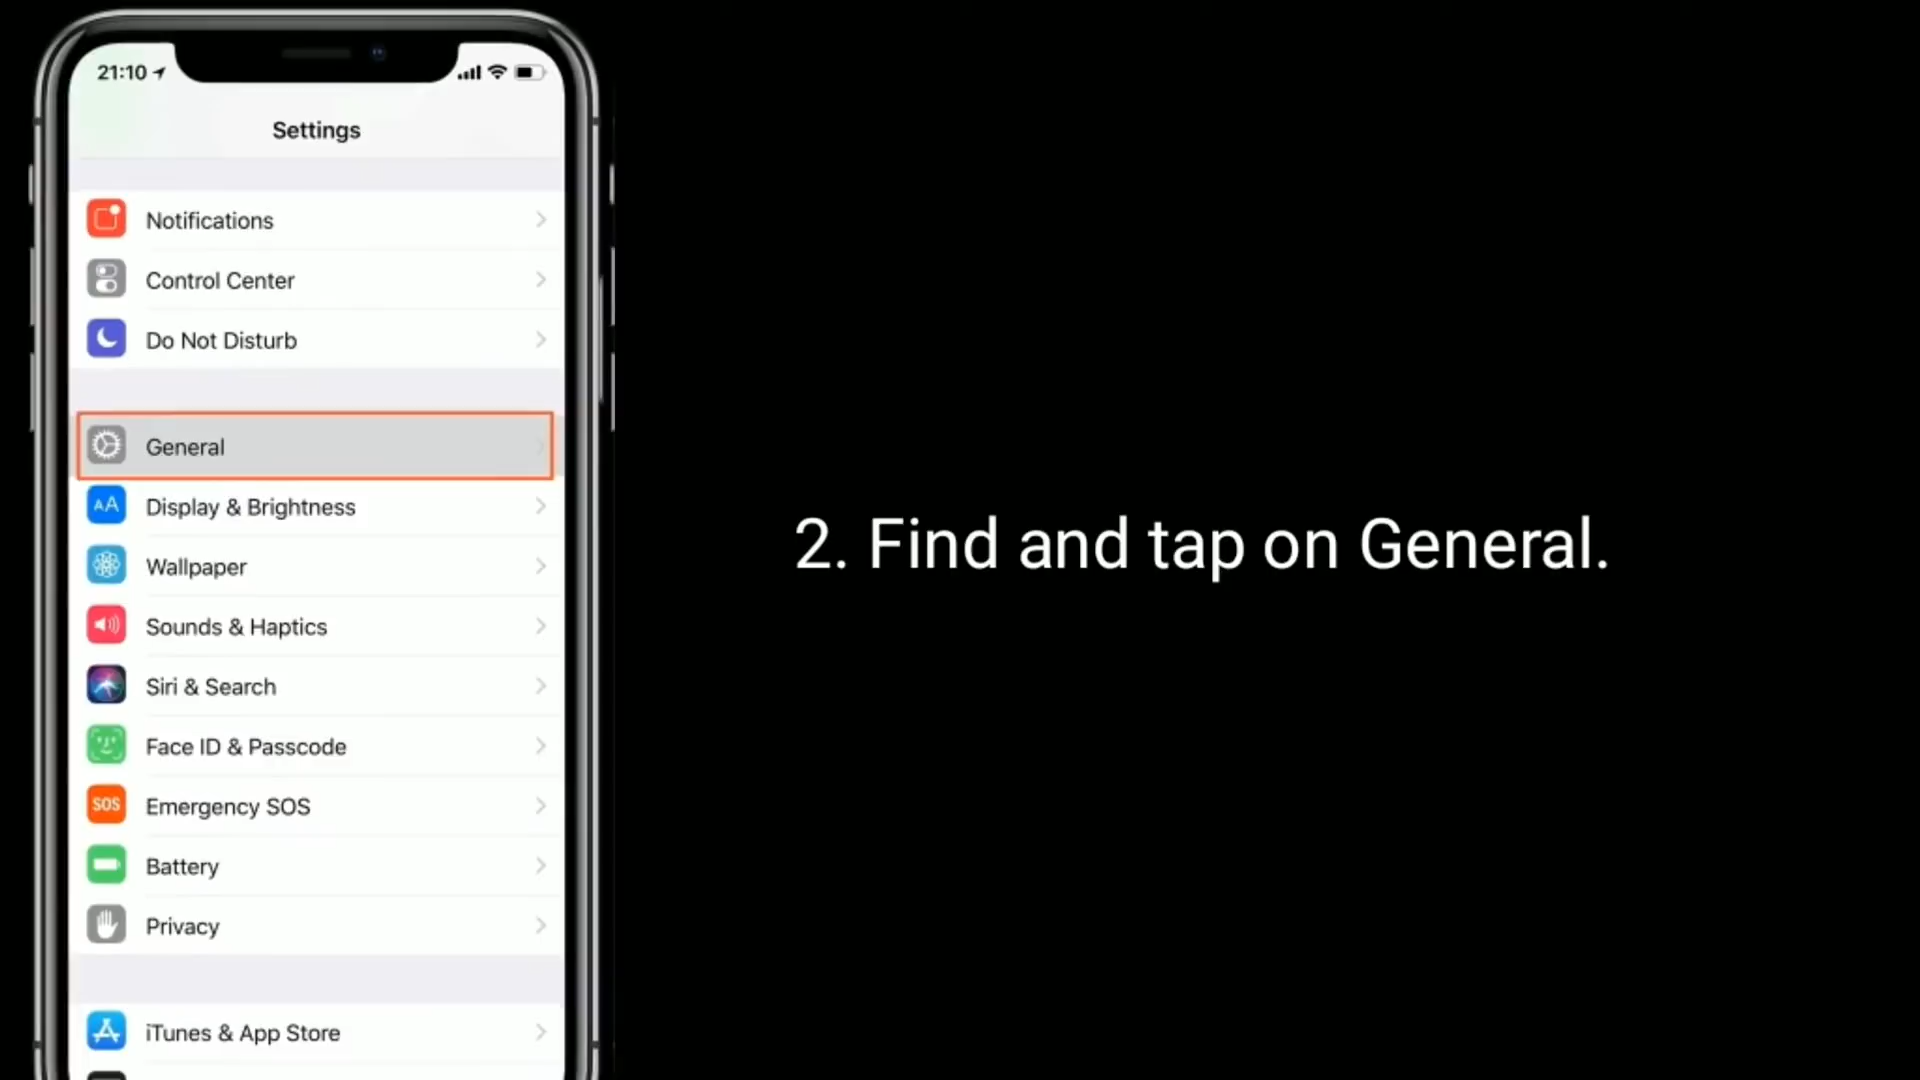 21:10
Settings
Notifications
Control Center
Do Not Disturb
General
AA
Display & Brightness
Wallpaper
Sounds & Haptics
Siri & Search
Face ID & Passcode
SOS
Emergency SOS
Battery
Privacy
iTunes & App Store
2. Find and tap on General.